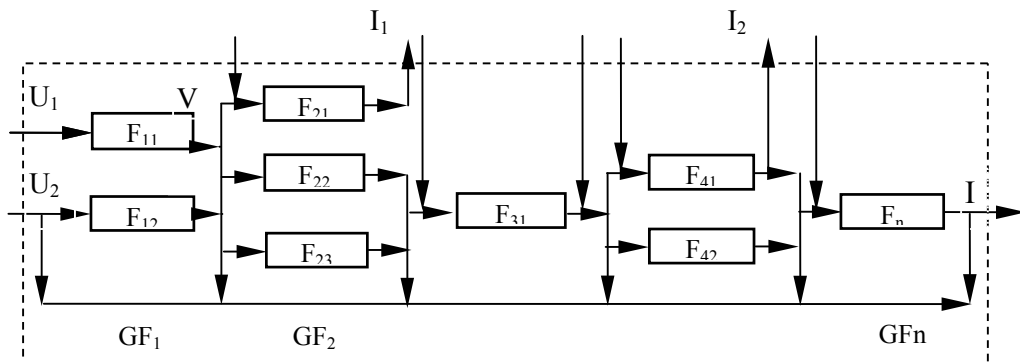 I₁ I₂
U₁ V F₂₁
F₁₁
U₂ F₂₂ F₄₁ I
F₁₂ F₃₁ Fₙ
F₂₃ F₄₂
GF₁ GF₂ GFn